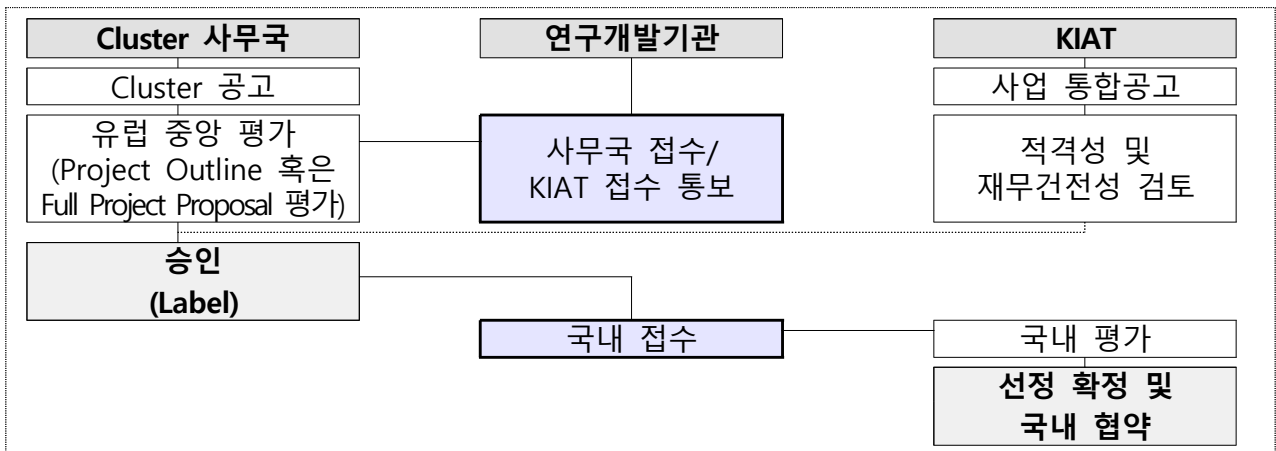 Cluster 사무국
연구개발기관
KIAT
Cluster 공고
사업 통합공고
유럽 중앙 평가
(Project Outline 혹은
Full Project Proposal 평가)
사무국 접수/
KIAT 접수 통보
적격성 및
재무건전성 검토
승인
(Label)
국내 접수
국내 평가
선정 확정 및
국내 협약